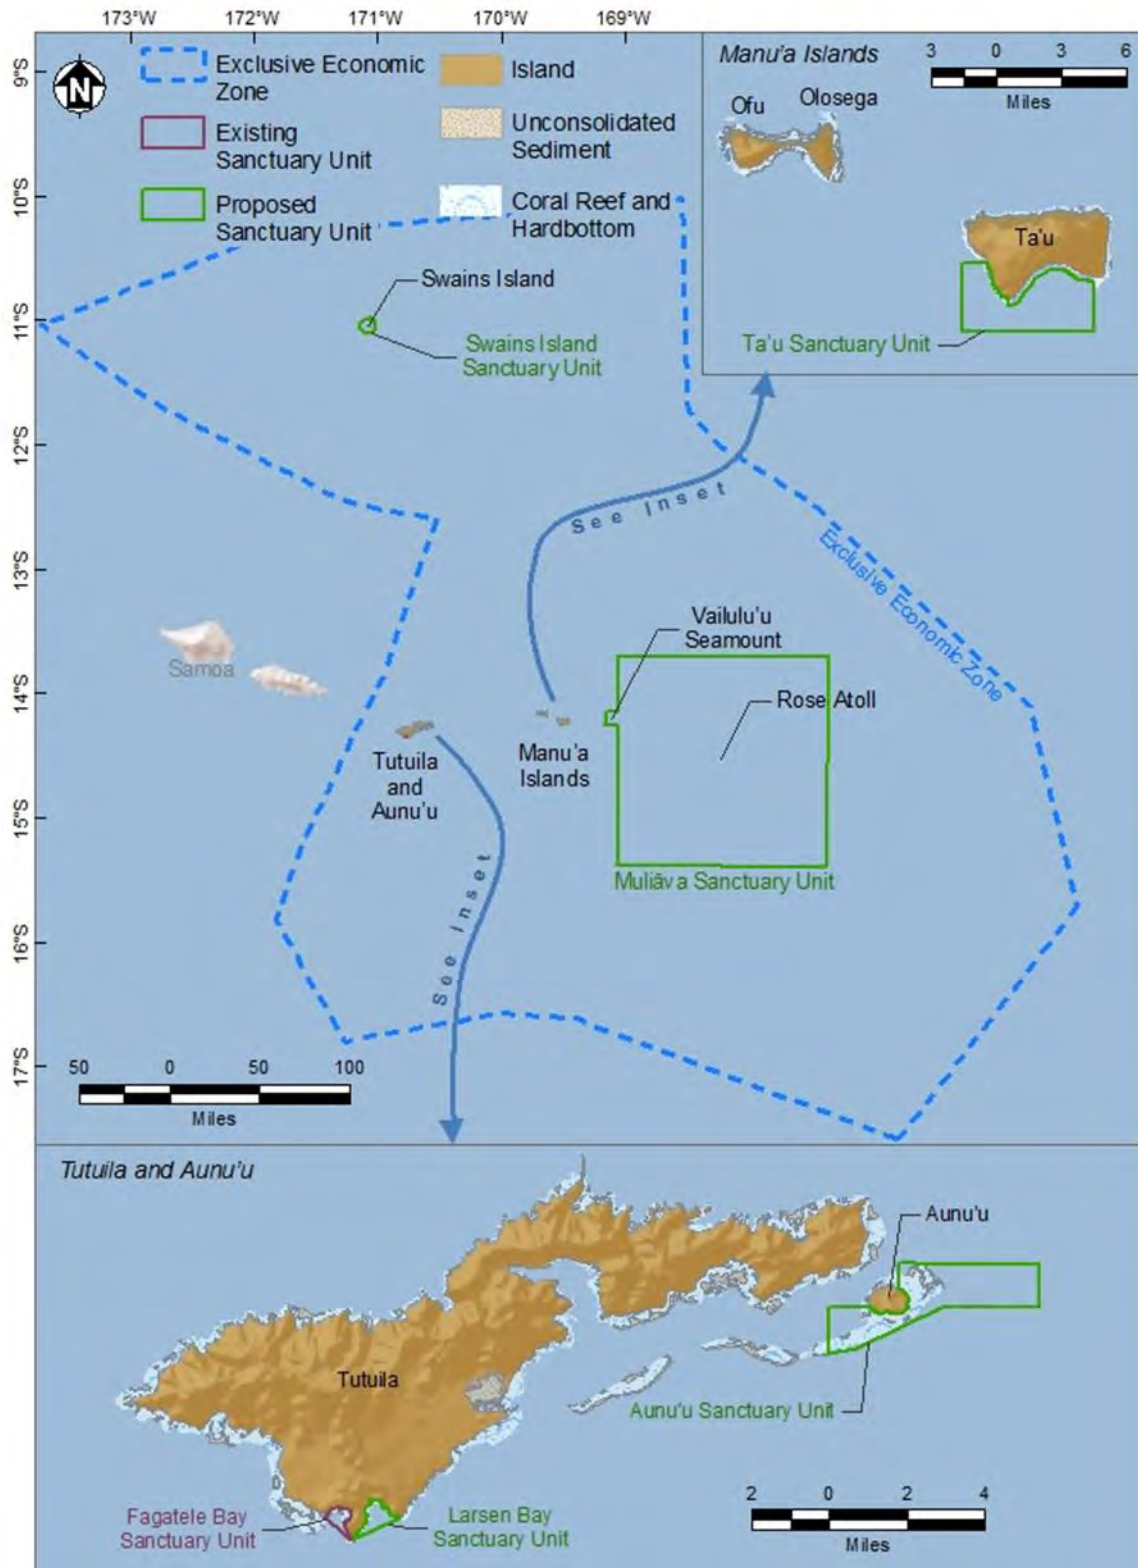 173°W 172°W 171°W 170°W 169°W
9°S
10°S
11°S
12°S
13°S
14°S
15°S
16°S
17°S
N
Exclusive Economic
Zone
Existing
Sanctuary Unit
Proposed
Sanctuary Unit
Island
Unconsolidated
Sediment
Coral Reef and
Hardbottom
Manu'a Islands
3 0 3 6
Miles
Ofu
Olosega
Ta'u
Ta'u Sanctuary Unit
Swains Island
Swains Island
Sanctuary Unit
See Inset
Exclusive Economic Zone
Samoa
Vailulu'u
Seamount
Rose Atoll
Tutuila
and
Aunu'u
Manu'a
Islands
Muliāva Sanctuary Unit
See Inset
50 0 50 100
Miles
Tutuila and Aunu'u
Aunu'u
Tutuila
Aunu'u Sanctuary Unit
Fagatele Bay
Sanctuary Unit
Larsen Bay
Sanctuary Unit
2 0 2 4
Miles